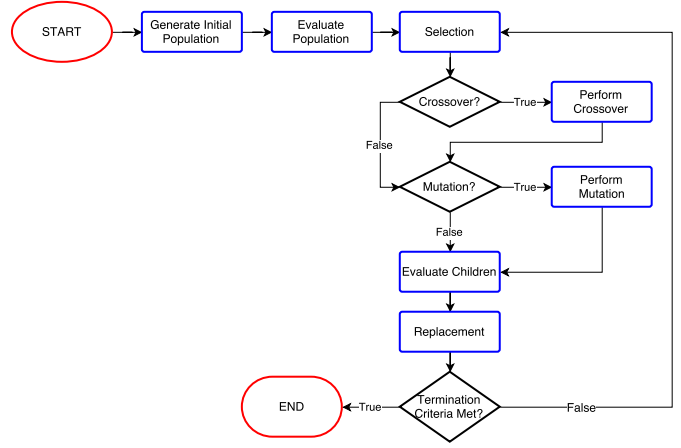 START
Generate Initial
Population
Evaluate
Population
Selection
Crossover?
True
Perform
Crossover
False
Mutation?
True
Perform
Mutation
False
Evaluate Children
Replacement
Termination
Criteria Met?
True
END
False